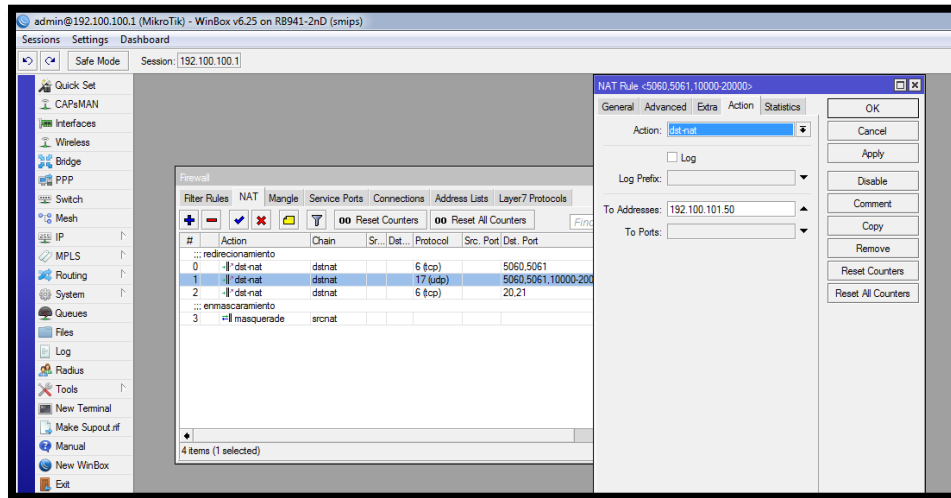 admin@192.100.100.1 (MikroTik) - WinBox v6.25 on RB941-2nD (smips)
Sessions Settings Dashboard
Safe Mode Session: 192.100.100.1
Quick Set
CAPsMAN
Interfaces
Wireless
Bridge
PPP
Switch
Mesh
IP
MPLS
Routing
System
Queues
Files
Log
Radius
Tools
New Terminal
Make Supout.rif
Manual
New WinBox
Exit
Firewall
Filter Rules NAT Mangle Service Ports Connections Address Lists Layer7 Protocols
00 Reset Counters 00 Reset All Counters Find
# Action Chain Sr... Dst... Protocol Src. Port Dst. Port
;;; redirecionamiento
0 dst-nat dstnat 6 (tcp) 5060,5061
1 dst-nat dstnat 17 (udp) 5060,5061,10000-200
2 dst-nat dstnat 6 (tcp) 20,21
;;; enmascaramiento
3 masquerade srcnat
4 items (1 selected)
NAT Rule <5060,5061,10000-20000>
General Advanced Extra Action Statistics
Action: dst-nat
Log
Log Prefix:
To Addresses: 192.100.101.50
To Ports:
OK
Cancel
Apply
Disable
Comment
Copy
Remove
Reset Counters
Reset All Counters